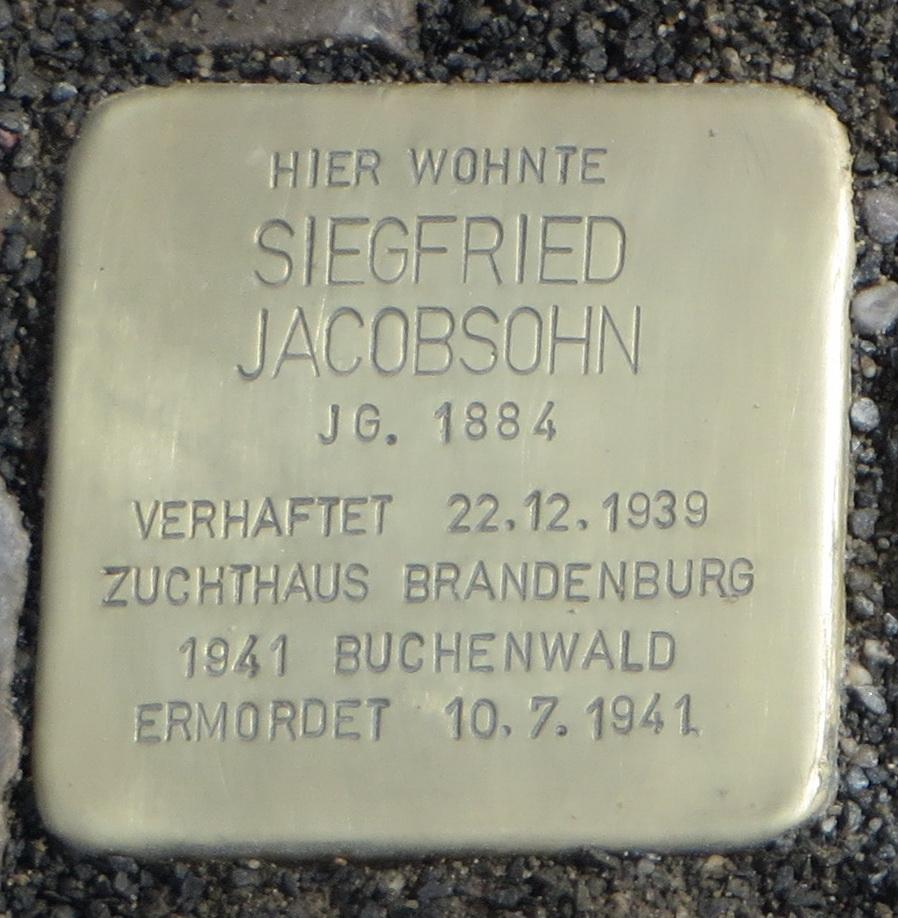 HIER WOHNTE
SIEGFRIED
JACOBSOHN
JG. 1884
VERHAFTET 22.12.1939
ZUCHTHAUS BRANDENBURG
1941 BUCHENWALD
ERMORDET 10.7.1941